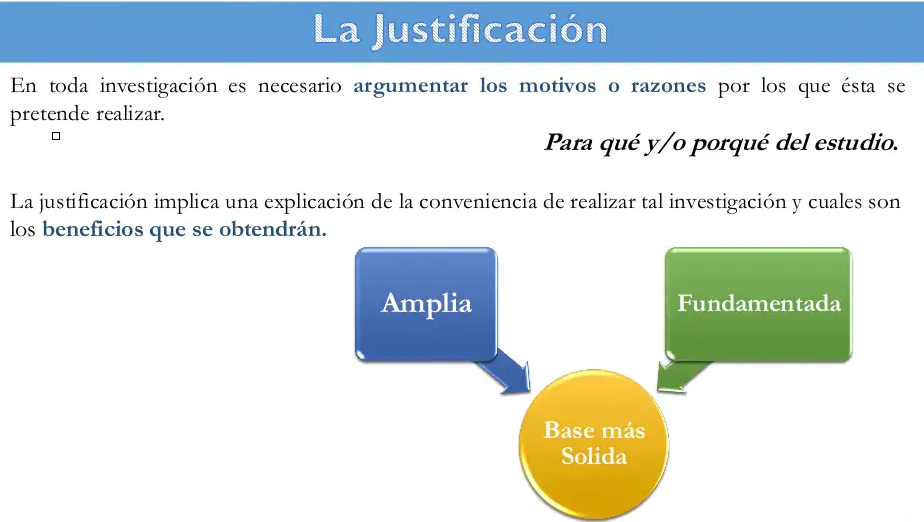 La Justificación
En toda investigación es necesario argumentar los motivos o razones por los que ésta se
pretende realizar.
Para qué y/o porqué del estudio.
La justificación implica una explicación de la conveniencia de realizar tal investigación y cuales son
los beneficios que se obtendrán.
Amplia
Fundamentada
Base más
Solida